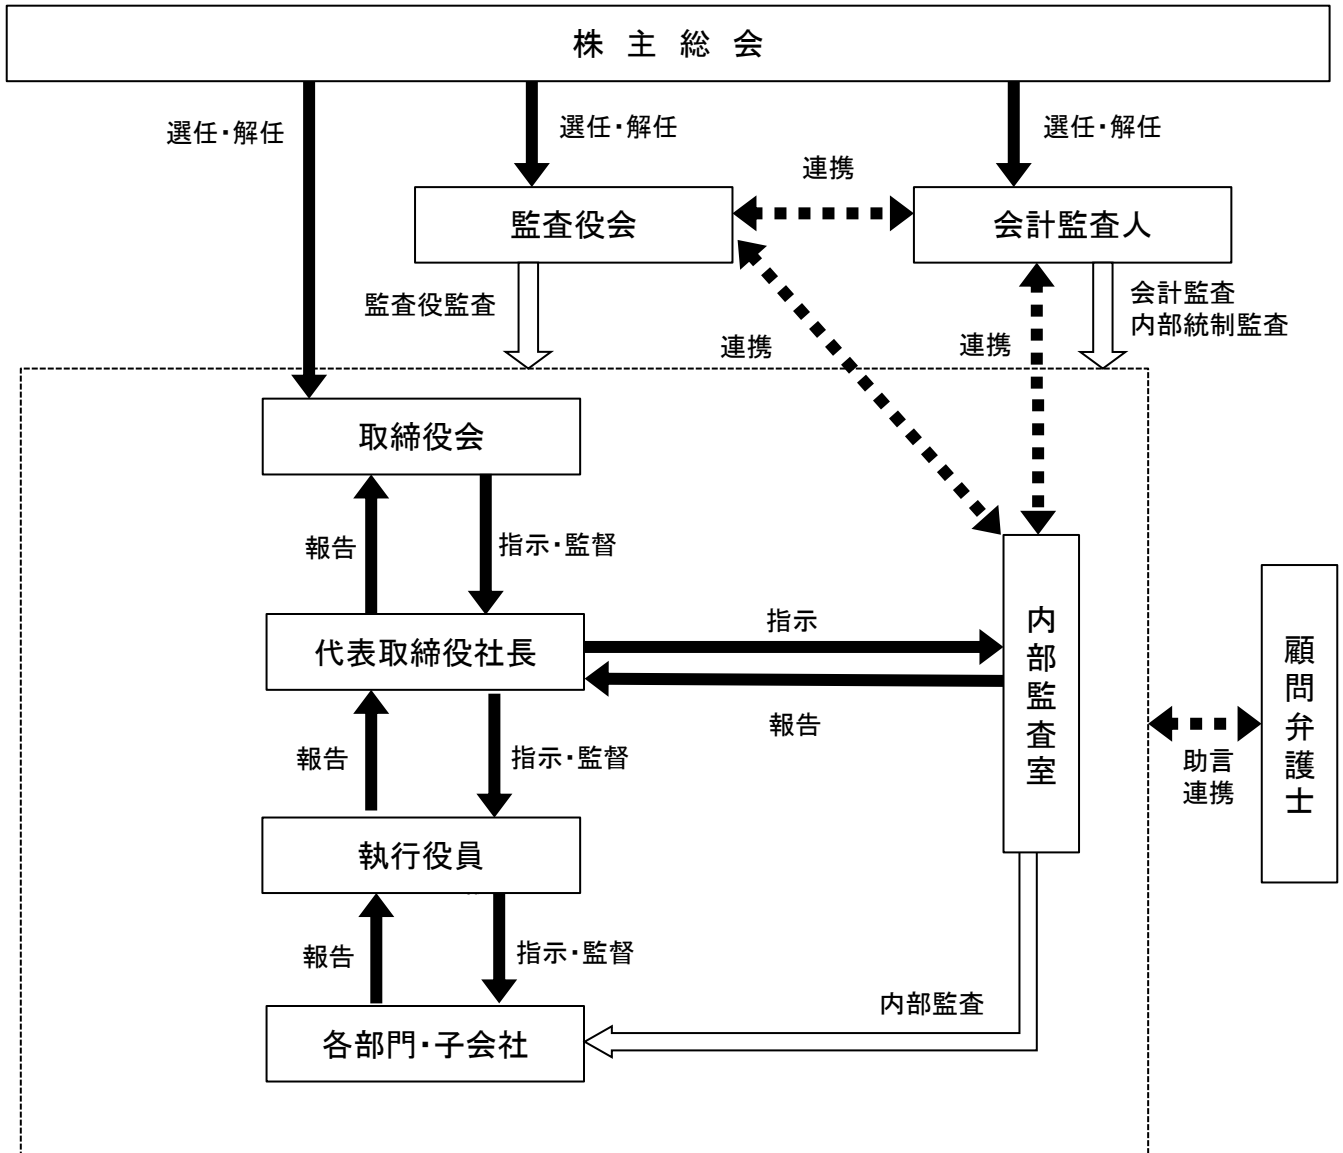 株主総会
選任・解任
選任・解任
選任・解任
連携
監査役会
会計監査人
監査役監査
会計監査
内部統制監査
連携
連携
取締役会
報告
指示・監督
代表取締役社長
指示
報告
内部監査室
顧問弁護士
助言
連携
報告
指示・監督
執行役員
報告
指示・監督
内部監査
各部門・子会社